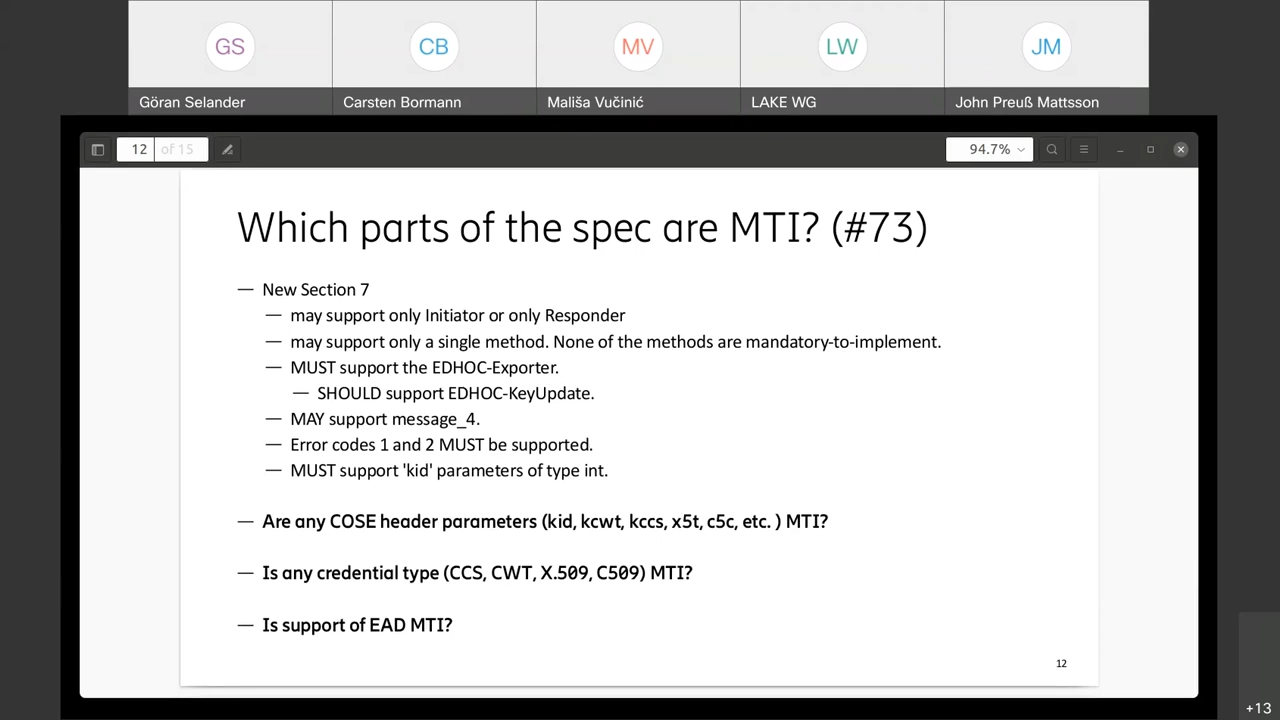 GS
CB
MV
LW
JM
Göran Selander
Carsten Bormann
Mališa Vučinić
LAKE WG
John Preuß Mattsson
12 of 15
94.7%
Which parts of the spec are MTI? (#73)
— New Section 7
— may support only Initiator or only Responder
— may support only a single method. None of the methods are mandatory-to-implement.
— MUST support the EDHOC-Exporter.
— SHOULD support EDHOC-KeyUpdate.
— MAY support message_4.
— Error codes 1 and 2 MUST be supported.
— MUST support 'kid' parameters of type int.
— Are any COSE header parameters (kid, kcwt, kccs, x5t, c5c, etc. ) MTI?
— Is any credential type (CCS, CWT, X.509, C509) MTI?
— Is support of EAD MTI?
12
+13